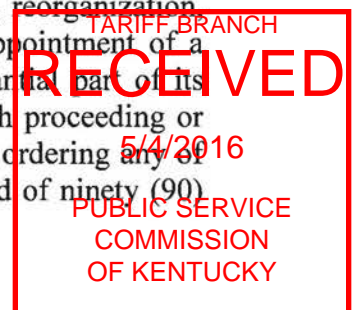 reorganization
TARIFF BRANCH
ppointment of a
RECEIVED
antial part of its
h proceeding or
ordering any of
5/4/2016
d of ninety (90)
PUBLIC SERVICE
COMMISSION
OF KENTUCKY